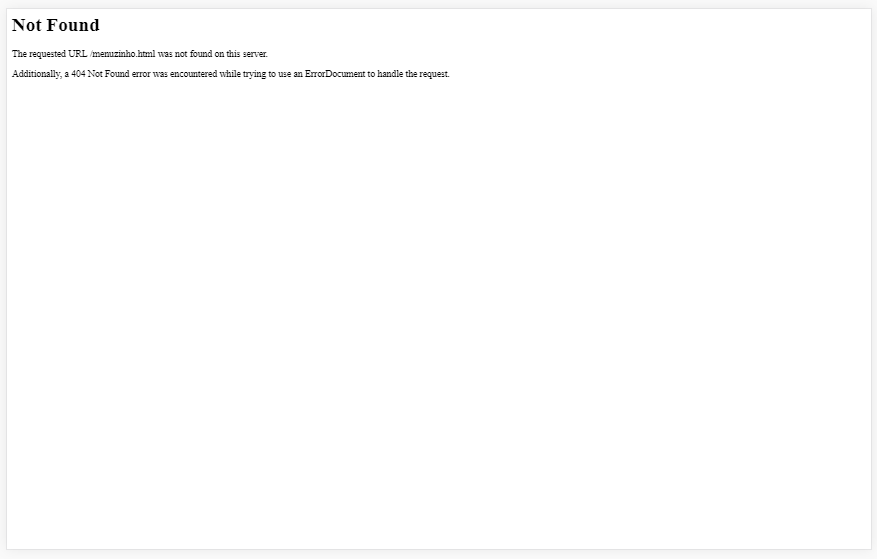 Not Found
The requested URL /menuzinho.html was not found on this server.
Additionally, a 404 Not Found error was encountered while trying to use an ErrorDocument to handle the request.